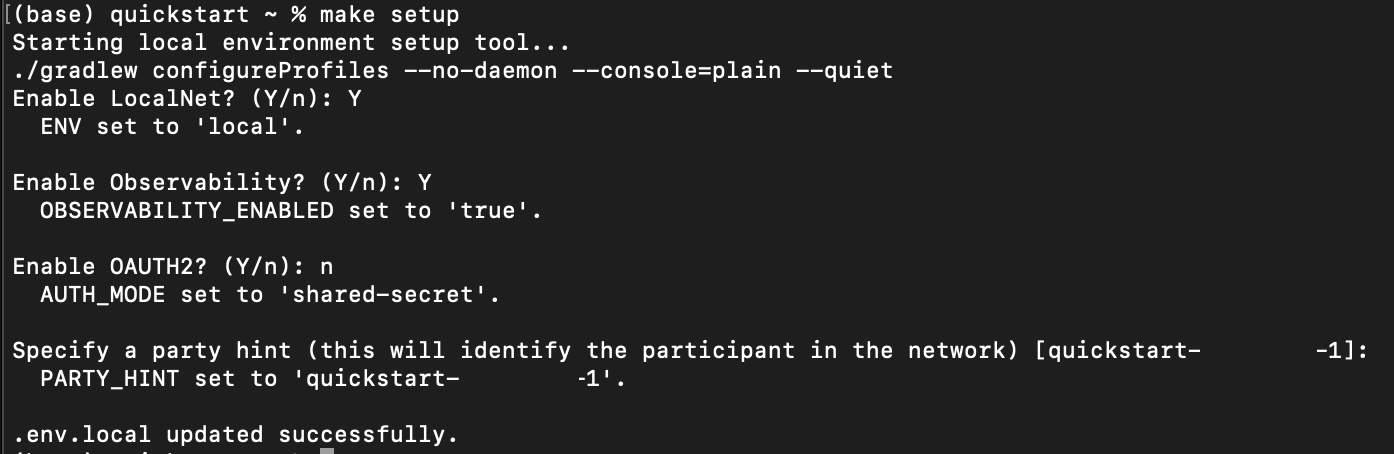 (base) quickstart ~ % make setup
Starting local environment setup tool...
./gradlew configureProfiles --no-daemon --console=plain --quiet
Enable LocalNet? (Y/n): Y
  ENV set to 'local'.

Enable Observability? (Y/n): Y
  OBSERVABILITY_ENABLED set to 'true'.

Enable OAUTH2? (Y/n): n
  AUTH_MODE set to 'shared-secret'.

Specify a party hint (this will identify the participant in the network) [quickstart-        -1]:
  PARTY_HINT set to 'quickstart-        -1'.

.env.local updated successfully.